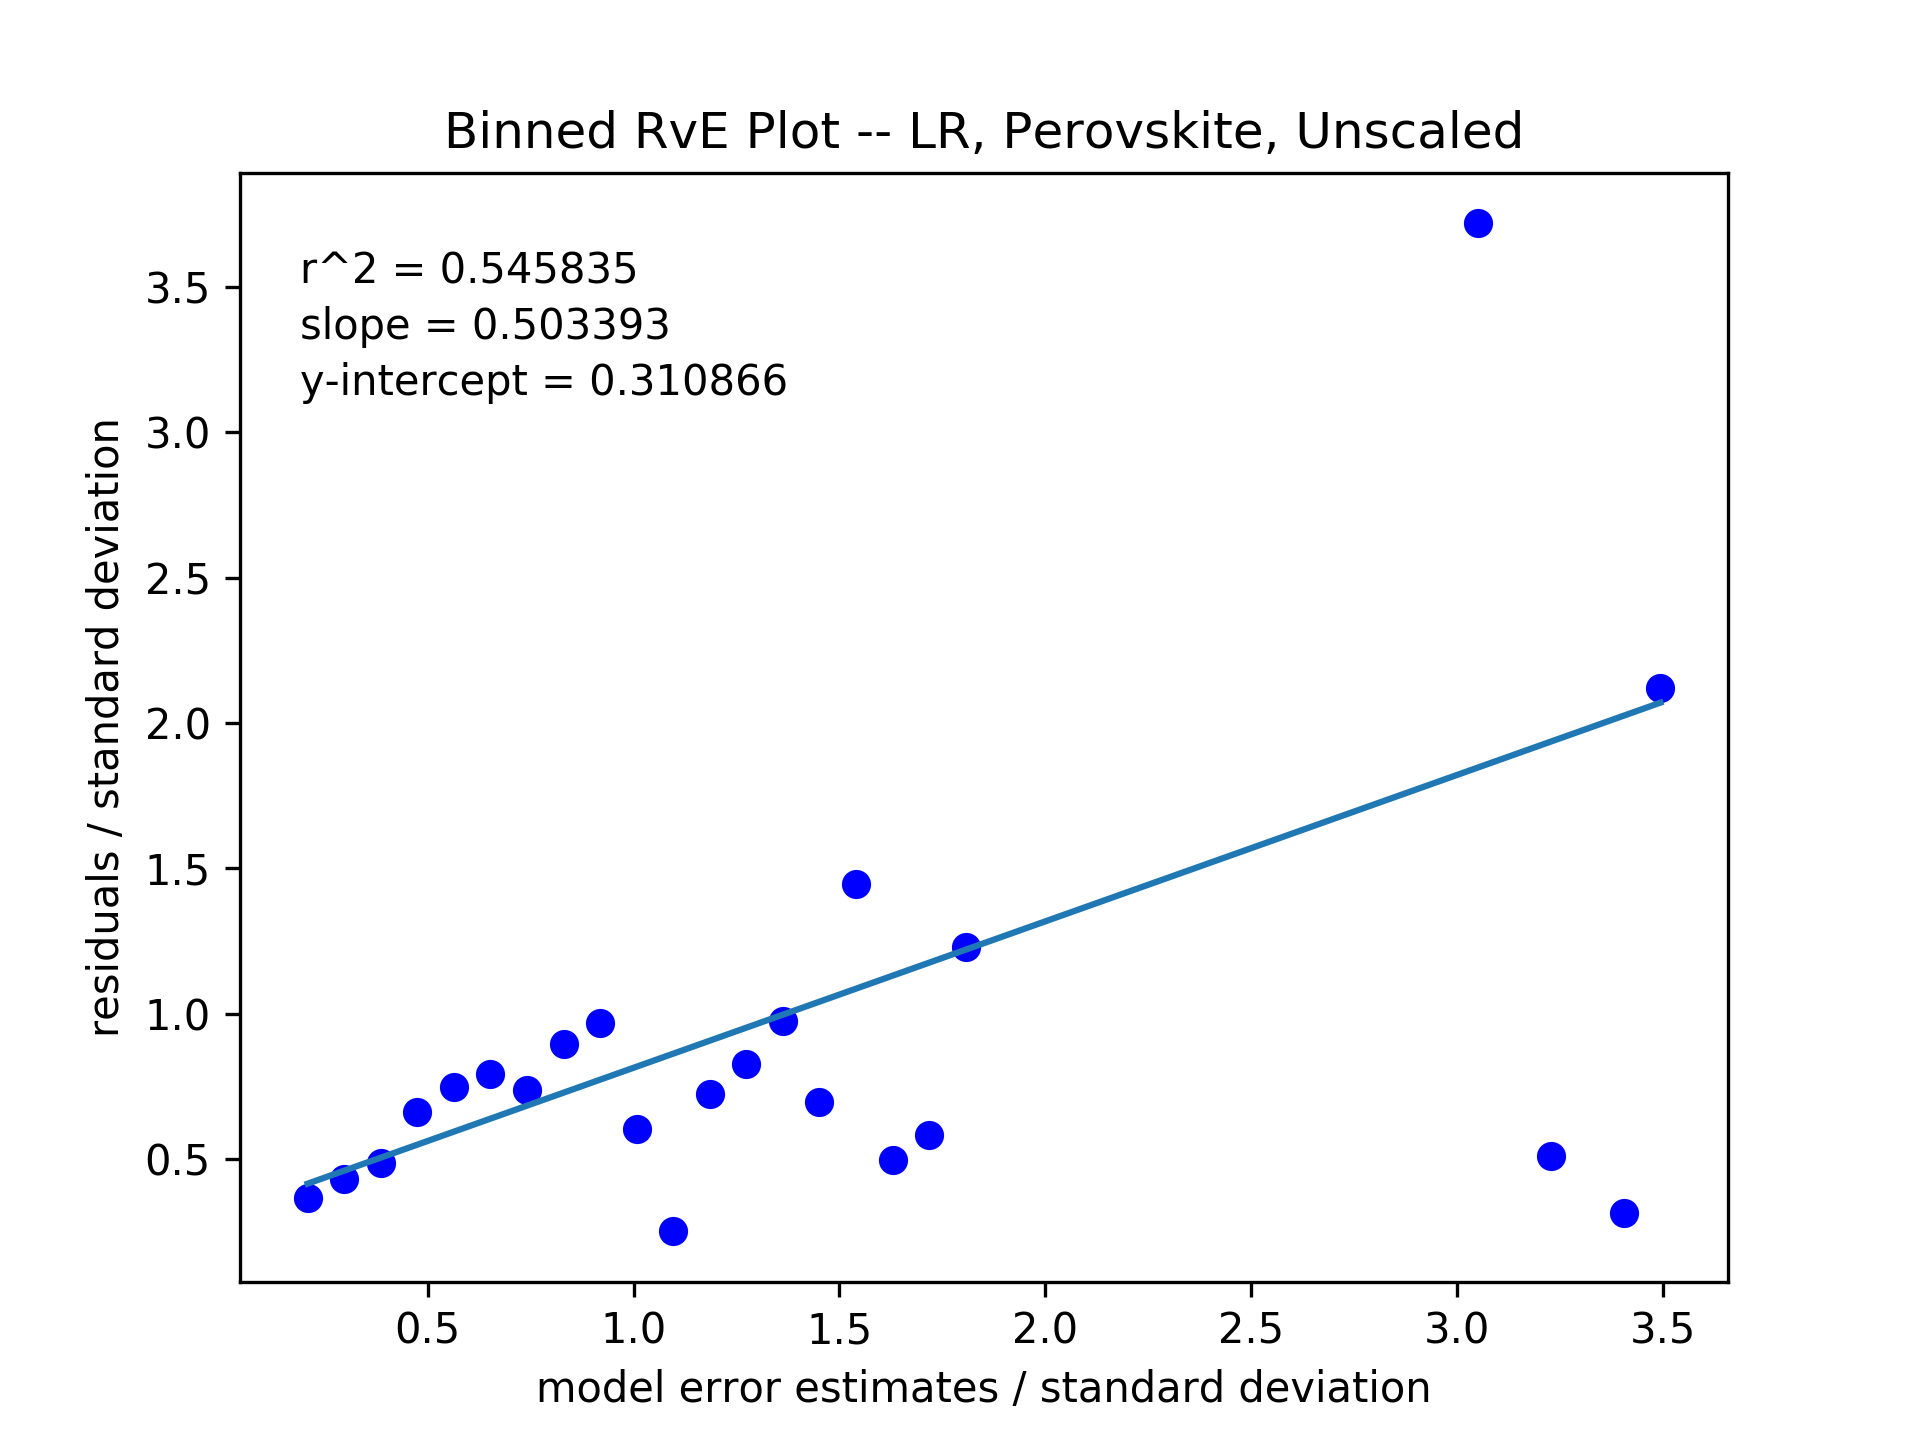 Binned RvE Plot -- LR, Perovskite, Unscaled
r^2 = 0.545835
slope = 0.503393
y-intercept = 0.310866
3.5
3.0
2.5
2.0
1.5
1.0
0.5
residuals / standard deviation
0.5 1.0 1.5 2.0 2.5 3.0 3.5
model error estimates / standard deviation